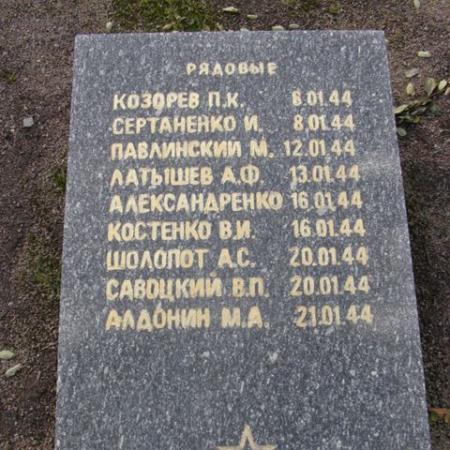 РЯДОВЫЕ
КОЗОРЕВ П.К. 8.01.44
СЕРТАНЕНКО И. 8.01.44
ПАВЛИНСКИЙ М. 12.01.44
ЛАТЫШЕВ А.Ф. 13.01.44
АЛЕКСАНДРЕНКО 16.01.44
КОСТЕНКО В.И. 16.01.44
ШОЛОПОТ А.С. 20.01.44
САВОЦКИЙ В.П. 20.01.44
АЛДОНИН М.А. 21.01.44